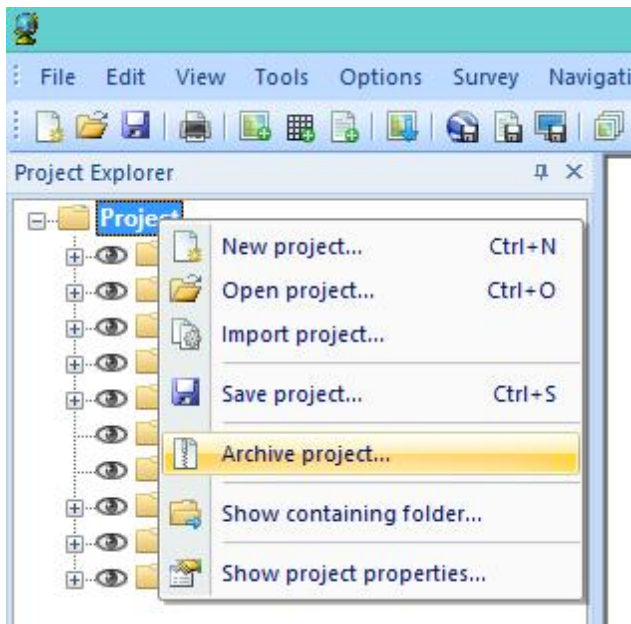 File Edit View Tools Options Survey Navigati
Project Explorer
Project
New project... Ctrl+N
Open project... Ctrl+O
Import project...
Save project... Ctrl+S
Archive project...
Show containing folder...
Show project properties...